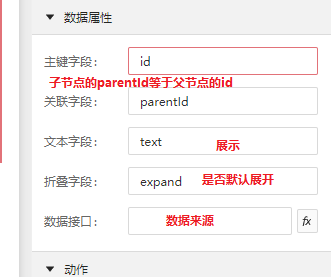 数据属性
主键字段: id
子节点的parentId等于父节点的id
关联字段: parentId
文本字段: text 展示
折叠字段: expand 是否默认展开
数据接口: 数据来源 fx
动作